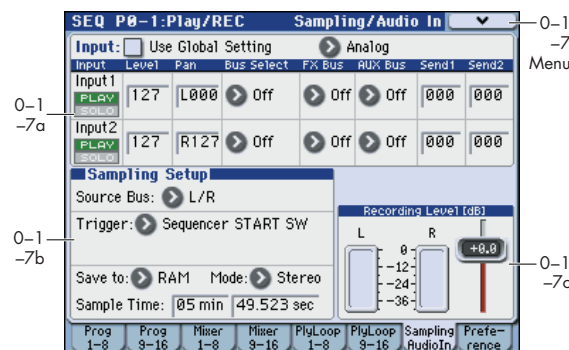 SEQ P0-1:Play/REC Sampling/Audio In
0–1
–7
Menu
Input: Use Global Setting Analog
Input Level Pan Bus Select FX Bus AUX Bus Send1 Send2
Input1
PLAY
SOLO
127 L000 Off Off Off 000 000
0–1
–7a
Input2
PLAY
SOLO
127 R127 Off Off Off 000 000
Sampling Setup
Source Bus: L/R
Trigger: Sequencer START SW
0–1
–7b
Save to: RAM Mode: Stereo
Sample Time: 05 min 49.523 sec
Recording Level [dB]
L R
0-
-12-
-24-
-36-
+0.0
0–1
–7c
Prog 1-8
Prog 9-16
Mixer 1-8
Mixer 9-16
PlyLoop 1-8
PlyLoop 9-16
Sampling AudioIn
Prefe-rence